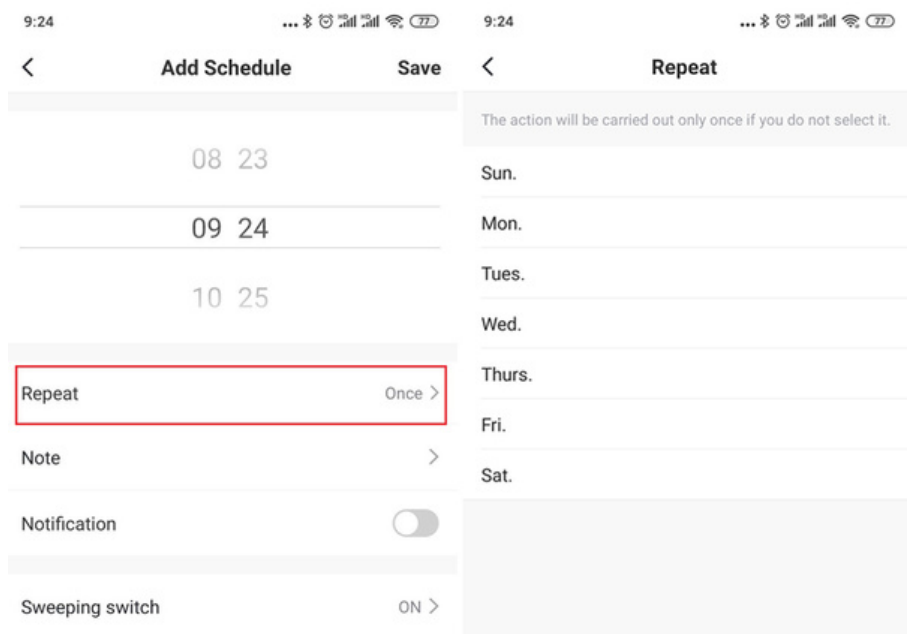 9:24
77
Add Schedule
Save
08 23
09 24
10 25
Repeat
Once
Note
Notification
Sweeping switch
ON
9:24
77
Repeat
The action will be carried out only once if you do not select it.
Sun.
Mon.
Tues.
Wed.
Thurs.
Fri.
Sat.